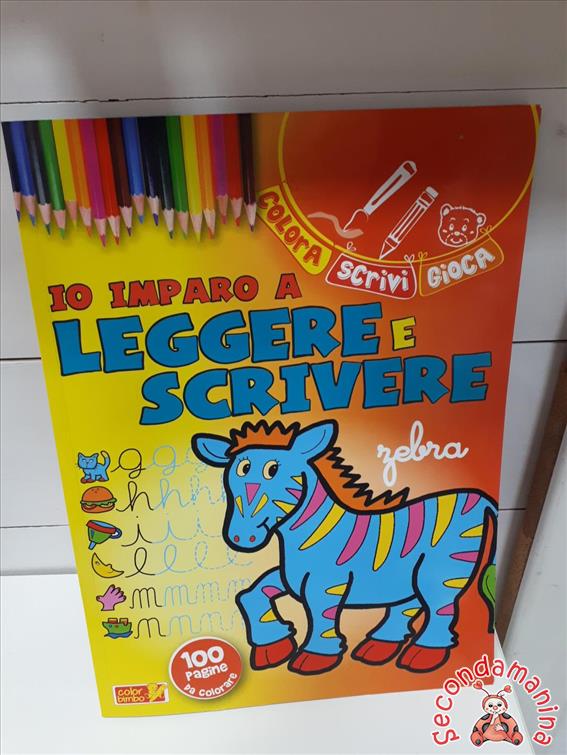 COLORA
SCRIVI
GIOCA
IO IMPARO A
LEGGERE E
SCRIVERE
zebra
g g g g
h h h h
i i i i
l l l l l
m m m m
n n n n
100
Pagine
da colorare
color
bimbo
Secondamanina